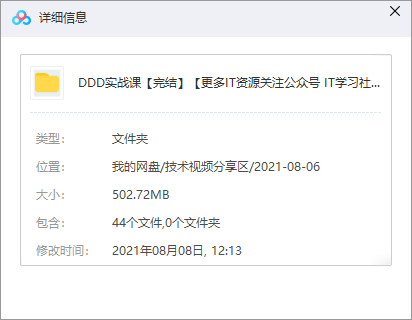 详细信息
DDD实战课【完结】【更多IT资源关注公众号 IT学习社...
类型： 文件夹
位置： 我的网盘/技术视频分享区/2021-08-06
大小： 502.72MB
包含： 44个文件,0个文件夹
修改时间： 2021年08月08日, 12:13